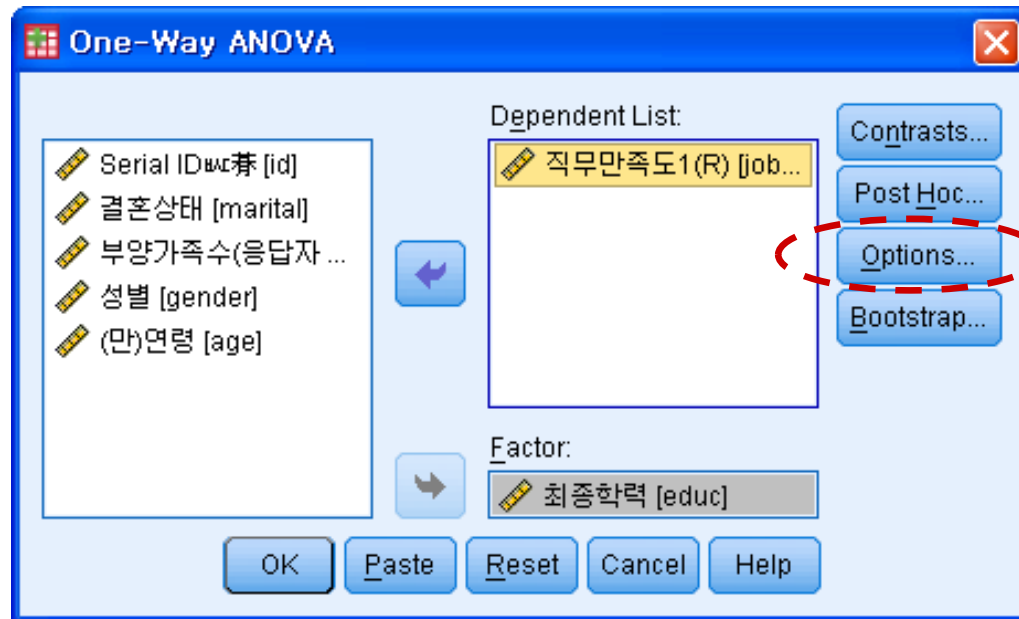 One-Way ANOVA
Dependent List:
Serial ID [id]
결혼상태 [marital]
부양가족수(응답자 ...
성별 [gender]
(만)연령 [age]
직무만족도1(R) [job...
Factor:
최종학력 [educ]
Contrasts...
Post Hoc...
Options...
Bootstrap...
OK
Paste
Reset
Cancel
Help